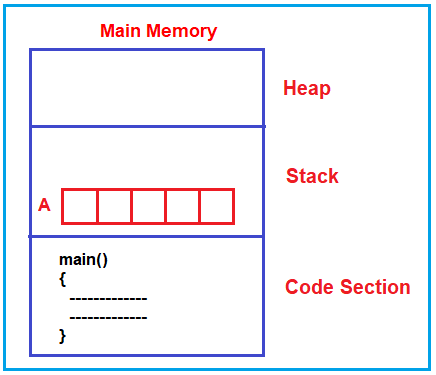 Main Memory
Heap
Stack
A
main()
{
-------------
-------------
}
Code Section